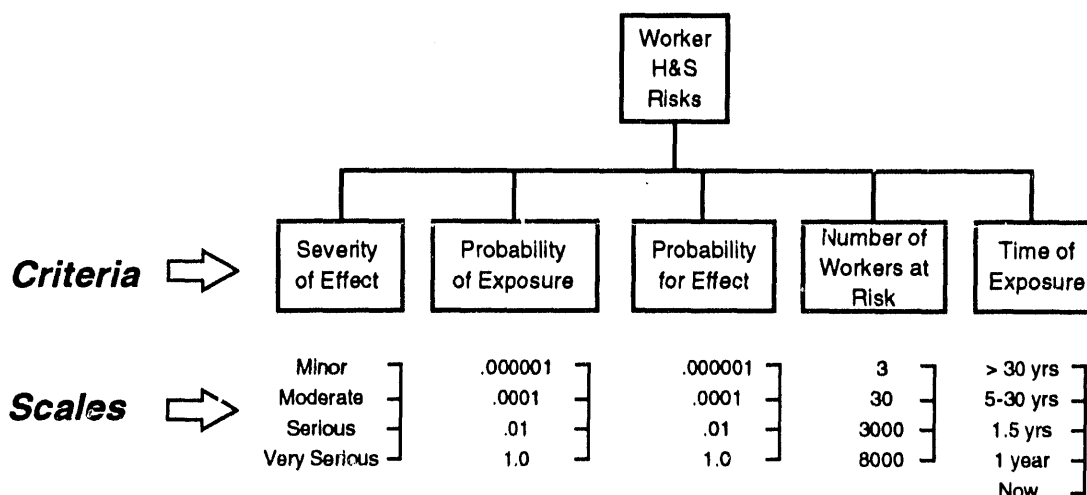 Worker
H&S
Risks
Criteria
Severity
of Effect
Probability
of Exposure
Probability
for Effect
Number of
Workers at
Risk
Time of
Exposure
Scales
Minor
Moderate
Serious
Very Serious
.000001
.0001
.01
1.0
.000001
.0001
.01
1.0
3
30
3000
8000
> 30 yrs
5-30 yrs
1.5 yrs
1 year
Now